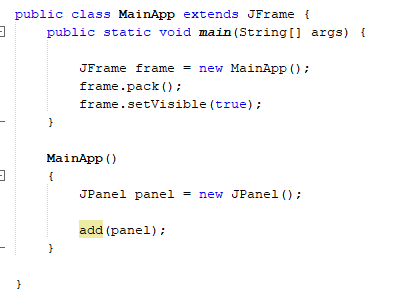 public class MainApp extends JFrame {
public static void main(String[] args) {
JFrame frame = new MainApp();
frame.pack();
frame.setVisible(true);
}
MainApp()
{
JPanel panel = new JPanel();
add(panel);
}
}